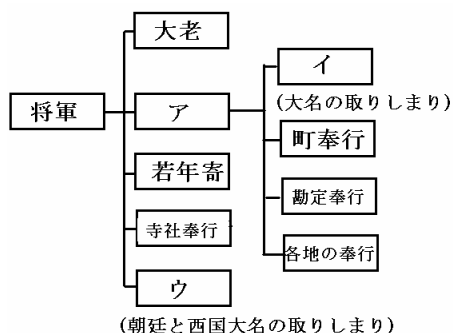 大老
イ
(大名の取りしまり)
将軍
ア
町奉行
若年寄
勘定奉行
寺社奉行
各地の奉行
ウ
(朝廷と西国大名の取りしまり)